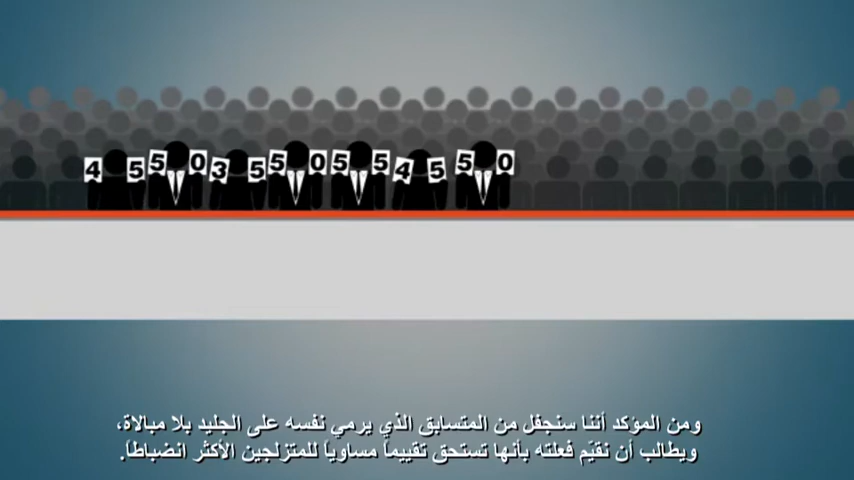 4 5 5 0 3 5 5 0 5 5 4 5 5 0
ومن المؤكد أننا سنجفل من المتسابق الذي يرمي نفسه على الجليد بلا مبالاة،
ويطالب أن نقيّم فعلته بأنها تستحق تقييماً مساوياً للمتزلجين الأكثر انضباطاً.